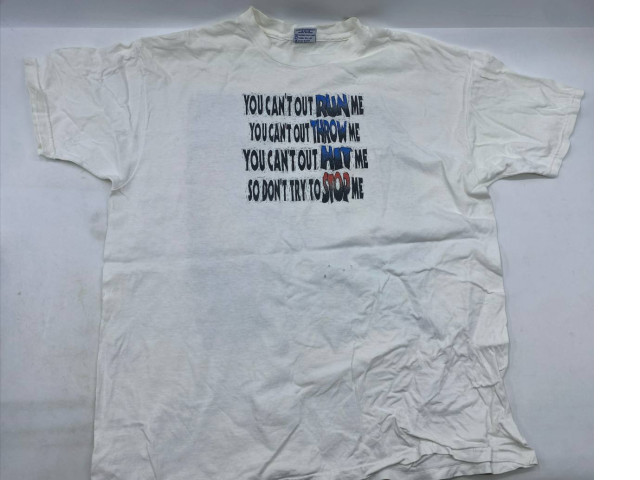 YOU CAN'T OUT RUN ME
YOU CAN'T OUT THROW ME
YOU CAN'T OUT HIT ME
SO DON'T TRY TO STOP ME